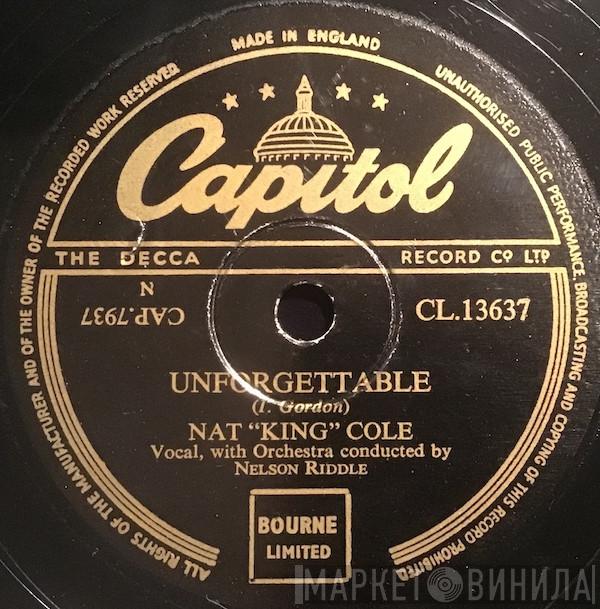 MADE IN ENGLAND
ALL RIGHTS OF THE MANUFACTURER AND OF THE OWNER OF THE RECORDED WORK RESERVED
UNAUTHORISED PUBLIC PERFORMANCE BROADCASTING AND COPYING OF THIS RECORD PROHIBITED
Capitol
THE DECCA RECORD Cº LTD
N
CAP.7937
CL.13637
UNFORGETTABLE
(I. Gordon)
NAT "KING" COLE
Vocal, with Orchestra conducted by
NELSON RIDDLE
BOURNE
LIMITED
МАРКЕТ ВИНИЛА